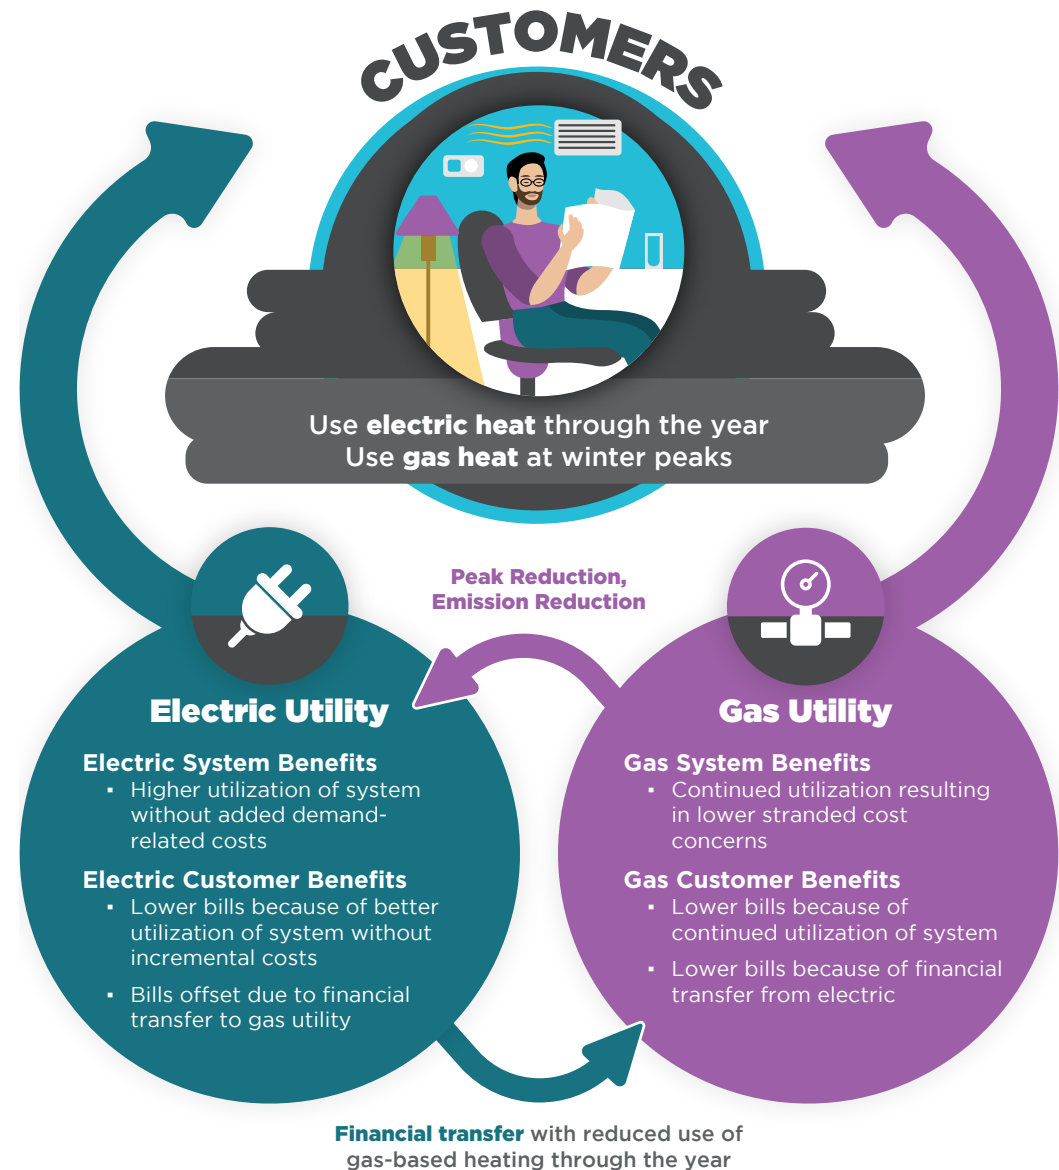 CUSTOMERS
Use electric heat through the year
Use gas heat at winter peaks
Peak Reduction,
Emission Reduction
Electric Utility
Electric System Benefits
▪ Higher utilization of system
without added demand-
related costs
Electric Customer Benefits
▪ Lower bills because of better
utilization of system without
incremental costs
▪ Bills offset due to financial
transfer to gas utility
Gas Utility
Gas System Benefits
▪ Continued utilization resulting
in lower stranded cost
concerns
Gas Customer Benefits
▪ Lower bills because of
continued utilization of system
▪ Lower bills because of financial
transfer from electric
Financial transfer with reduced use of
gas-based heating through the year